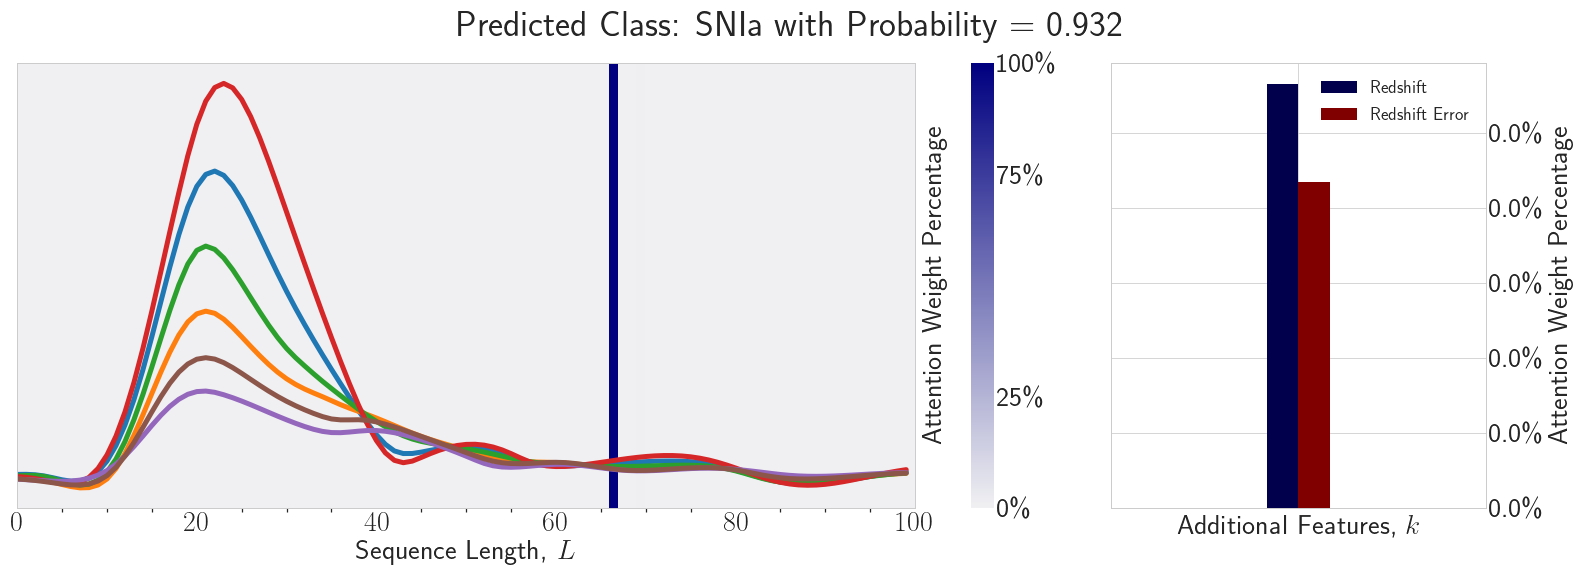 Predicted Class: SNIa with Probability = 0.932
0
20
40
60
80
100
Sequence Length, L
Attention Weight Percentage
100%
75%
25%
0%
Redshift
Redshift Error
0.0%
0.0%
0.0%
0.0%
0.0%
0.0%
Attention Weight Percentage
Additional Features, k